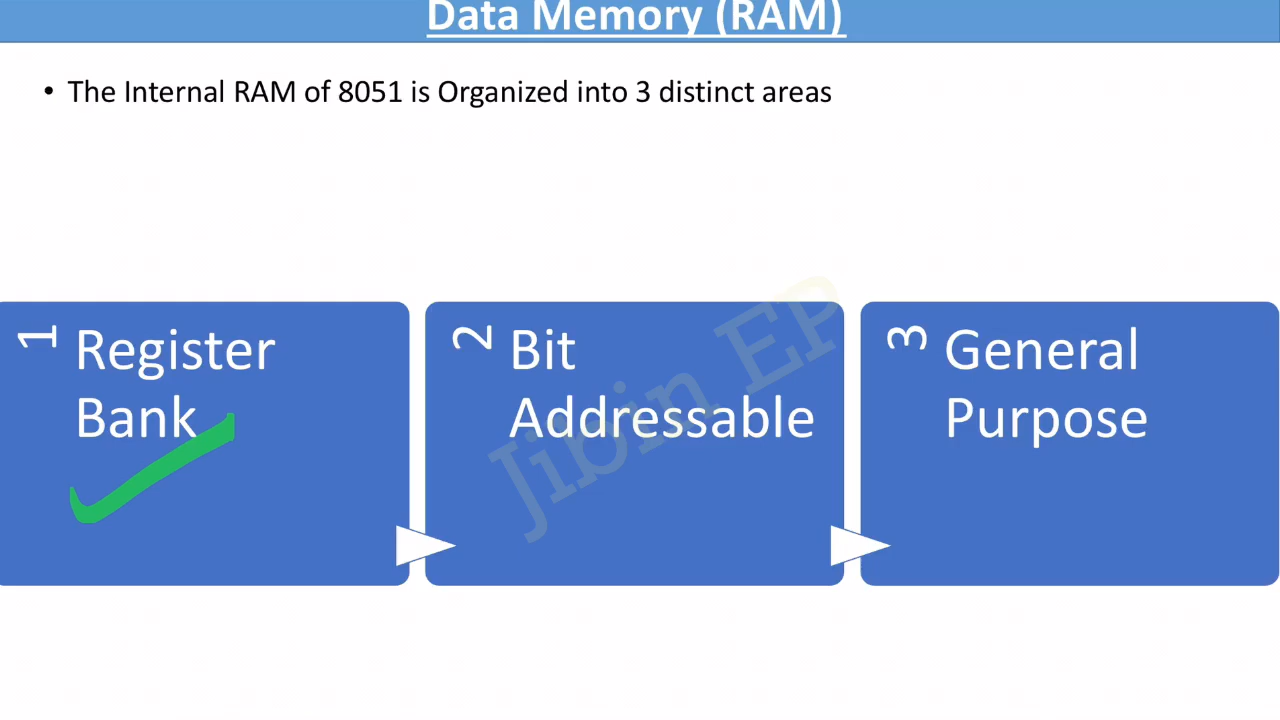 Data Memory (RAM)
• The Internal RAM of 8051 is Organized into 3 distinct areas
1
Register
Bank
2
Bit
Addressable
3
General
Purpose
Jibin EP